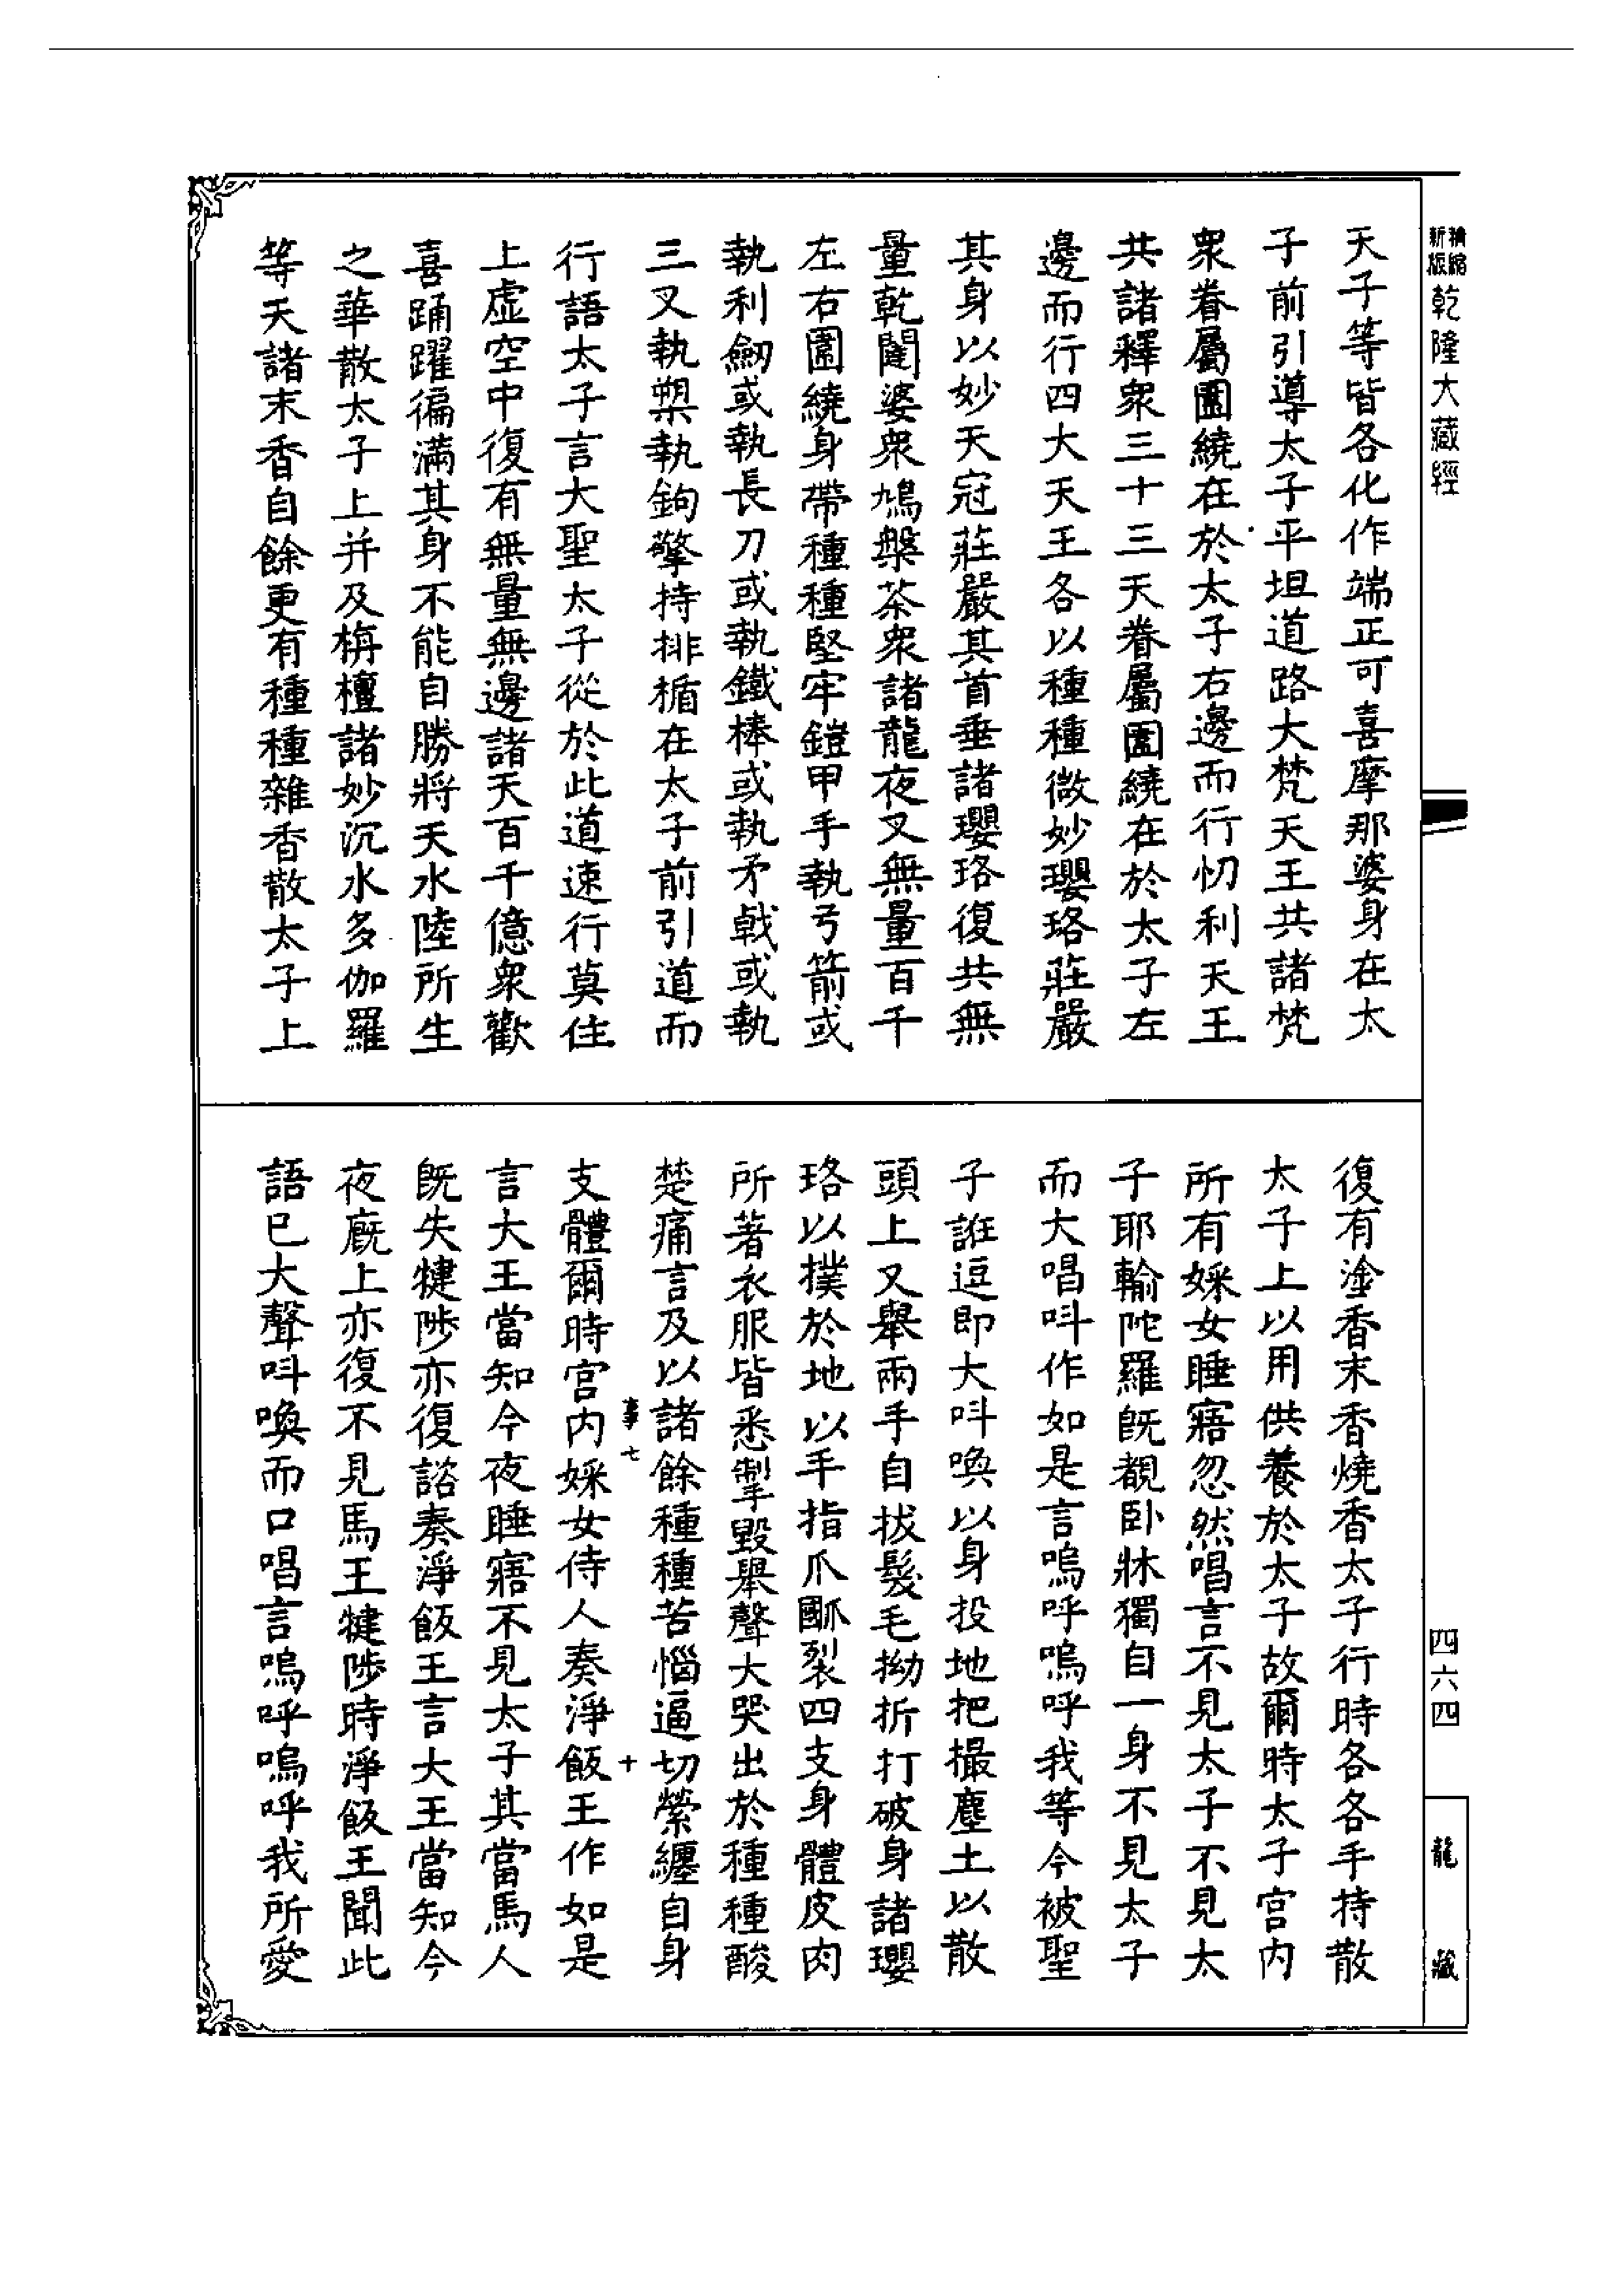 精縮新版乾隆大藏經
天子等皆各化作端正可喜摩那婆身在太
子前引導太子平坦道路大梵天王共諸梵
衆眷屬圍繞在於太子右邊而行忉利天王
共諸釋衆三十三天眷屬圍繞在於太子左
邊而行四大天王各以種種微妙瓔珞莊嚴
其身以妙天冠莊嚴其首垂諸瓔珞復共無
量乾闥婆衆鳩槃茶衆諸龍夜叉無量百千
左右圍繞身帶種種堅牢鎧甲手執弓箭或
執利劒或執長刀或執鐵棒或執矛戟或執
三叉執槊執鉤擎持排楯在太子前引道而
行語太子言大聖太子從於此道速行莫住
上虛空中復有無量無邊諸天百千億衆歡
喜踊躍徧滿其身不能自勝將天水陸所生
之華散太子上并及栴檀諸妙沉水多伽羅
等天諸末香自餘更有種種雜香散太子上
復有塗香末香燒香太子行時各各手持散
太子上以用供養於太子故爾時太子宫内
所有婇女睡寤忽然唱言不見太子不見太
子耶輸陀羅旣覩卧牀獨自一身不見太子
而大唱呌作如是言嗚呼嗚呼我等今被聖
子誑逗即大呌喚以身投地把撮塵土以散
頭上又舉兩手自拔髮毛拗折打破身諸瓔
珞以撲於地以手指爪㼌裂四支身體皮肉
所著衣服皆悉掣毀舉聲大哭出於種種酸
楚痛言及以諸餘種種苦惱逼切縈纏自身
事七 十
支體爾時宫内婇女侍人奏淨飯王作如是
言大王當知今夜睡寤不見太子其當馬人
旣失犍陟亦復諮奏淨飯王言大王當知今
夜廐上亦復不見馬王犍陟時淨飯王聞此
語已大聲呌喚而口唱言嗚呼嗚呼我所愛
四六四
龍藏